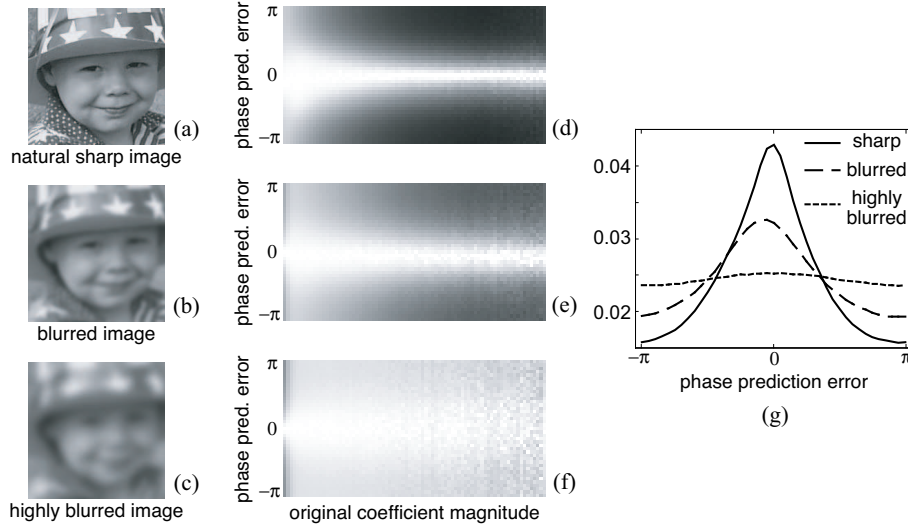 (a)
natural sharp image
(b)
blurred image
(c)
highly blurred image
phase pred. error
π
0
−π
(d)
phase pred. error
π
0
−π
(e)
phase pred. error
π
0
−π
(f)
original coefficient magnitude
0.04
0.03
0.02
−π
0
π
sharp
blurred
highly
blurred
phase prediction error
(g)